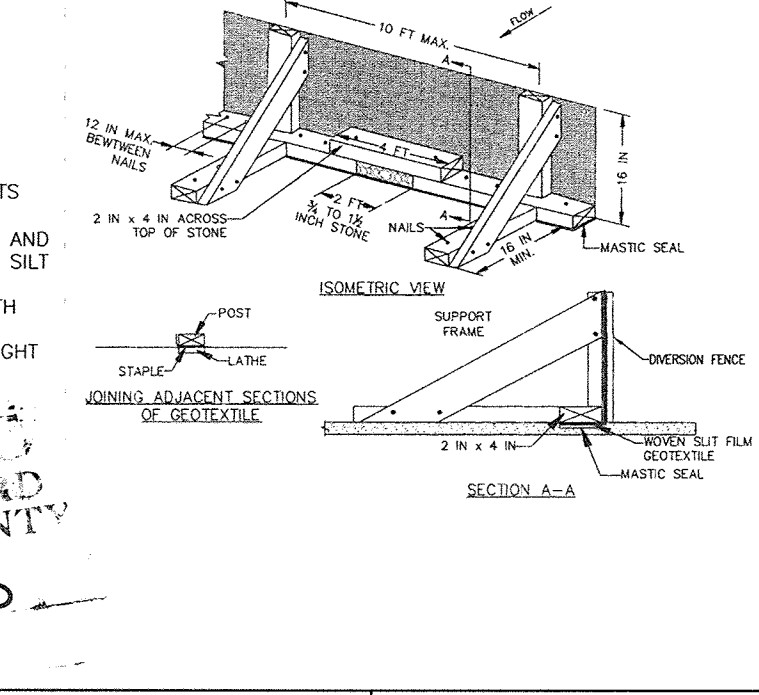 FLOW
10 FT MAX.
A
12 IN MAX.
BEWTWEEN
NAILS
4 FT
16 IN
2 FT
¾ TO 1½
INCH STONE
2 IN x 4 IN ACROSS
TOP OF STONE
NAILS
A
16 IN
MIN.
MASTIC SEAL
ISOMETRIC VIEW
TS
AND
SILT
TH
GHT
POST
STAPLE
LATHE
JOINING ADJACENT SECTIONS
OF GEOTEXTILE
SUPPORT
FRAME
DIVERSION FENCE
2 IN x 4 IN
WOVEN SLIT FILM
GEOTEXTILE
MASTIC SEAL
SECTION A-A
NTY